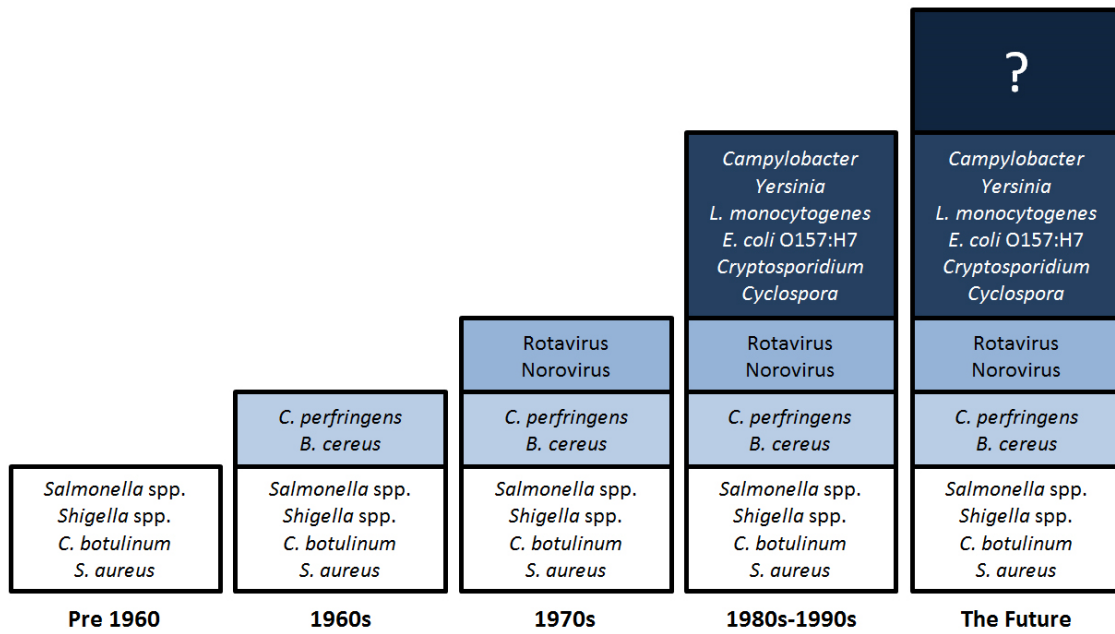 Salmonella spp.
Shigella spp.
C. botulinum
S. aureus
Pre 1960
C. perfringens
B. cereus
Salmonella spp.
Shigella spp.
C. botulinum
S. aureus
1960s
Rotavirus
Norovirus
C. perfringens
B. cereus
Salmonella spp.
Shigella spp.
C. botulinum
S. aureus
1970s
Campylobacter
Yersinia
L. monocytogenes
E. coli O157:H7
Cryptosporidium
Cyclospora
Rotavirus
Norovirus
C. perfringens
B. cereus
Salmonella spp.
Shigella spp.
C. botulinum
S. aureus
1980s-1990s
?
Campylobacter
Yersinia
L. monocytogenes
E. coli O157:H7
Cryptosporidium
Cyclospora
Rotavirus
Norovirus
C. perfringens
B. cereus
Salmonella spp.
Shigella spp.
C. botulinum
S. aureus
The Future